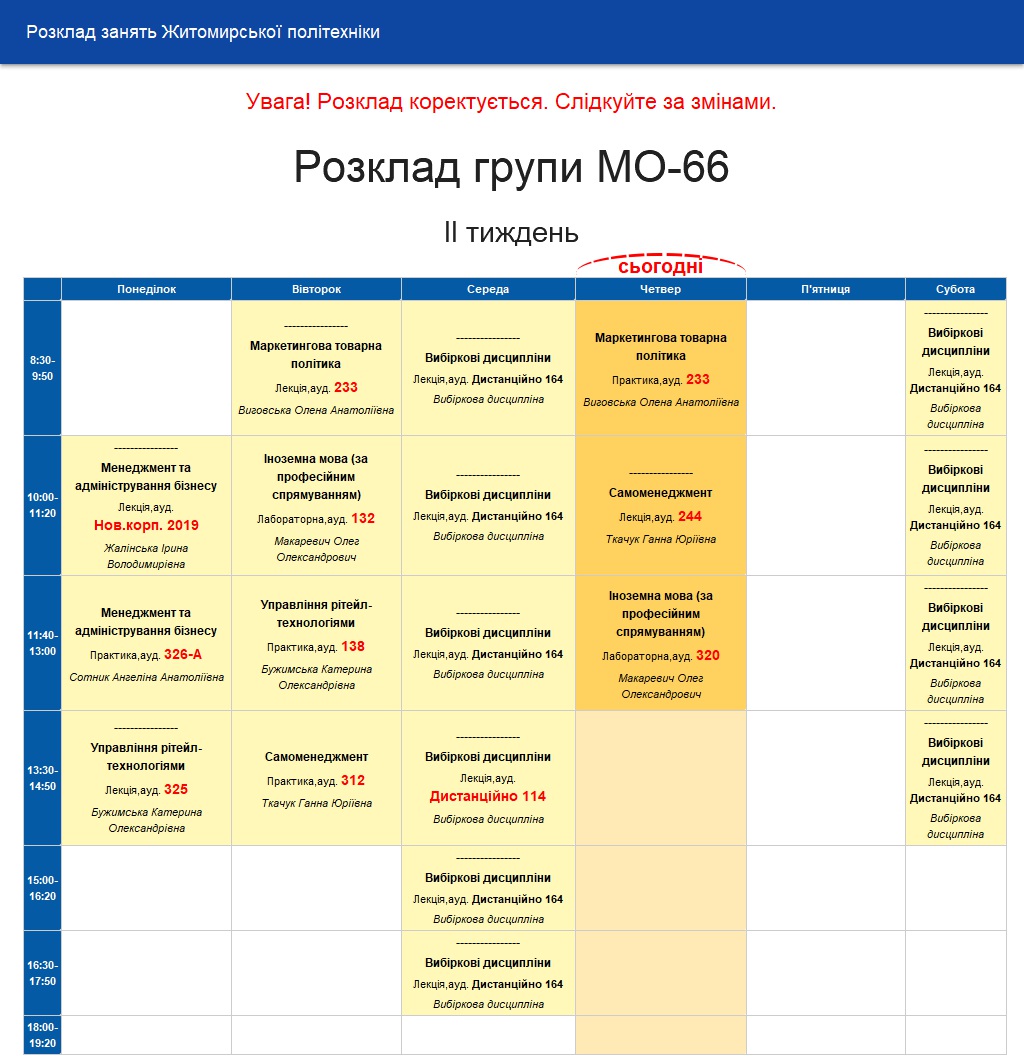 Розклад занять Житомирської політехніки
Увага! Розклад коректується. Слідкуйте за змінами.
Розклад групи МО-66
II тиждень
сьогодні
Понеділок
Вівторок
Середа
Четвер
П'ятниця
Субота
8:30-
9:50
----------------
Маркетингова товарна
політика
Лекція,ауд. 233
Виговська Олена Анатоліївна
----------------
Вибіркові дисципліни
Лекція,ауд. Дистанційно 164
Вибіркова дисципліна
Маркетингова товарна
політика
Практика,ауд. 233
Виговська Олена Анатоліївна
----------------
Вибіркові
дисципліни
Лекція,ауд.
Дистанційно 164
Вибіркова
дисципліна
10:00-
11:20
----------------
Менеджмент та
адміністрування бізнесу
Лекція,ауд.
Нов.корп. 2019
Жалінська Ірина
Володимирівна
Іноземна мова (за
професійним
спрямуванням)
Лабораторна,ауд. 132
Макаревич Олег
Олександрович
----------------
Вибіркові дисципліни
Лекція,ауд. Дистанційно 164
Вибіркова дисципліна
----------------
Самоменеджмент
Лекція,ауд. 244
Ткачук Ганна Юріївна
----------------
Вибіркові
дисципліни
Лекція,ауд.
Дистанційно 164
Вибіркова
дисципліна
11:40-
13:00
Менеджмент та
адміністрування бізнесу
Практика,ауд. 326-А
Сотник Ангеліна Анатоліївна
Управління рітейл-
технологіями
Практика,ауд. 138
Бужимська Катерина
Олександрівна
----------------
Вибіркові дисципліни
Лекція,ауд. Дистанційно 164
Вибіркова дисципліна
Іноземна мова (за
професійним
спрямуванням)
Лабораторна,ауд. 320
Макаревич Олег
Олександрович
----------------
Вибіркові
дисципліни
Лекція,ауд.
Дистанційно 164
Вибіркова
дисципліна
13:30-
14:50
----------------
Управління рітейл-
технологіями
Лекція,ауд. 325
Бужимська Катерина
Олександрівна
Самоменеджмент
Практика,ауд. 312
Ткачук Ганна Юріївна
----------------
Вибіркові дисципліни
Лекція,ауд.
Дистанційно 114
Вибіркова дисципліна
----------------
Вибіркові
дисципліни
Лекція,ауд.
Дистанційно 164
Вибіркова
дисципліна
15:00-
16:20
----------------
Вибіркові дисципліни
Лекція,ауд. Дистанційно 164
Вибіркова дисципліна
16:30-
17:50
----------------
Вибіркові дисципліни
Лекція,ауд. Дистанційно 164
Вибіркова дисципліна
18:00-
19:20